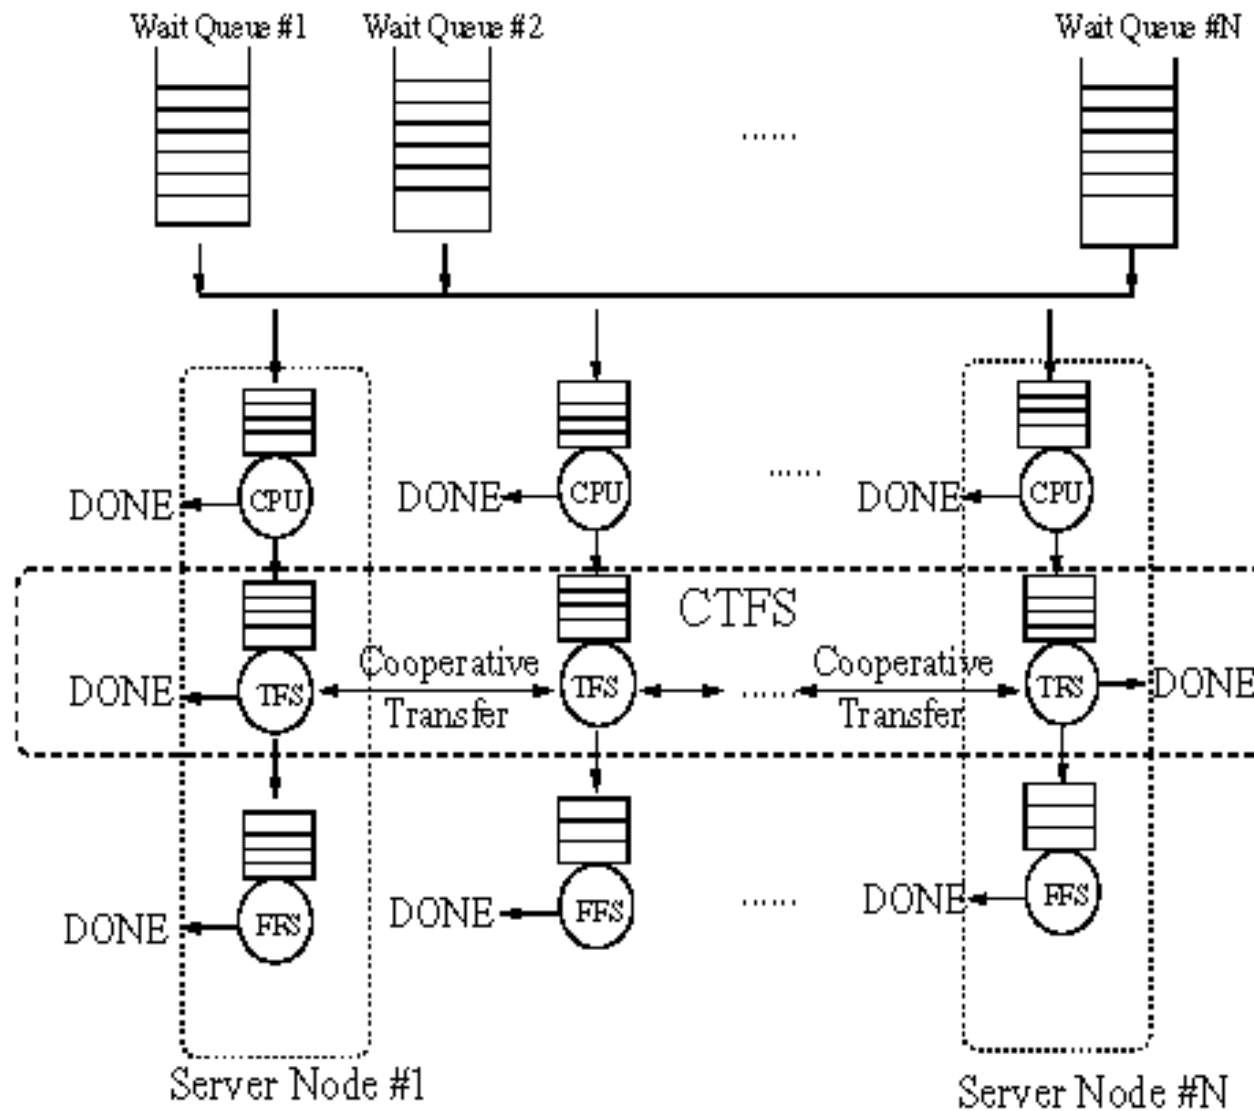 Wait Queue #1 Wait Queue #2 Wait Queue #N
......
CPU CPU ...... CPU
DONE DONE DONE
CTFS
Cooperative Cooperative
DONE TFS TFS ...... TFS DONE
Transfer Transfer
DONE FFS DONE FFS ...... DONE FFS
Server Node #1 Server Node #N